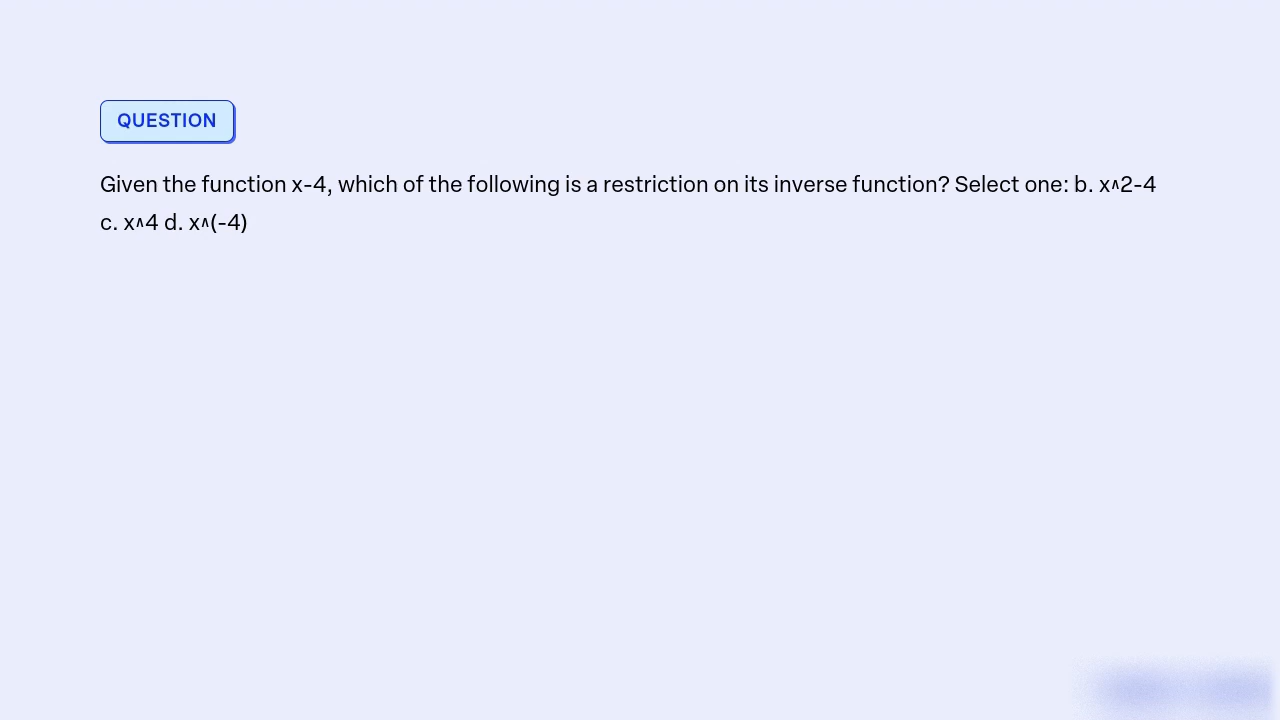 QUESTION
Given the function x-4, which of the following is a restriction on its inverse function? Select one: b. x^2-4
c. x^4 d. x^(-4)